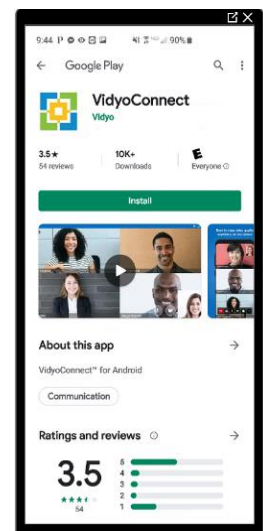 9:44
90%
Google Play
VidyoConnect
Vidyo
3.5★ 10K+ E
54 reviews Downloads Everyone
Install
About this app
VidyoConnect™ for Android
Communication
Ratings and reviews
3.5
54
5
4
3
2
1